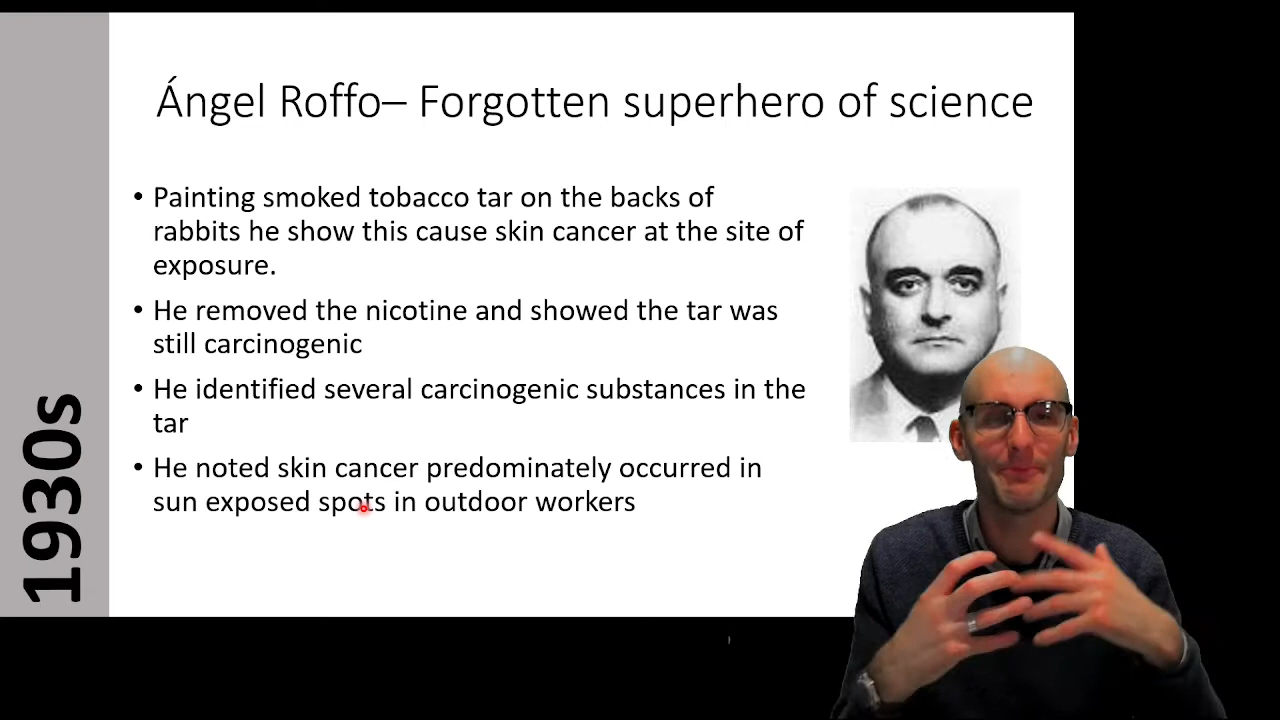 Ángel Roffo– Forgotten superhero of science
• Painting smoked tobacco tar on the backs of
rabbits he show this cause skin cancer at the site of
exposure.
• He removed the nicotine and showed the tar was
still carcinogenic
• He identified several carcinogenic substances in the
tar
• He noted skin cancer predominately occurred in
sun exposed spots in outdoor workers
1930s